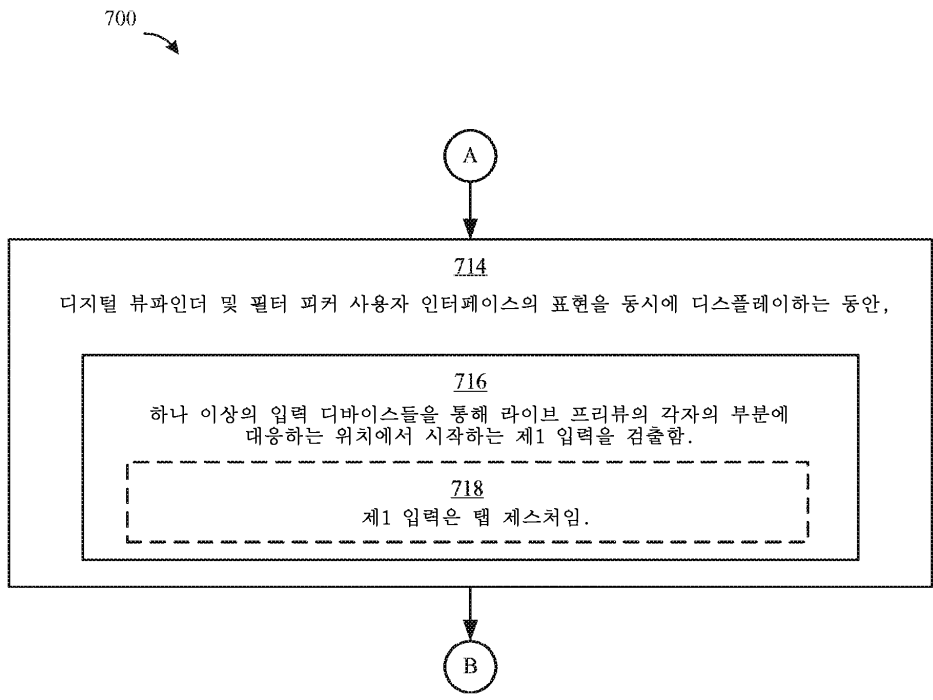 700
A
714
디지털 뷰파인더 및 필터 피커 사용자 인터페이스의 표현을 동시에 디스플레이하는 동안,
716
하나 이상의 입력 디바이스들을 통해 라이브 프리뷰의 각자의 부분에
대응하는 위치에서 시작하는 제1 입력을 검출함.
718
제1 입력은 탭 제스처임.
B